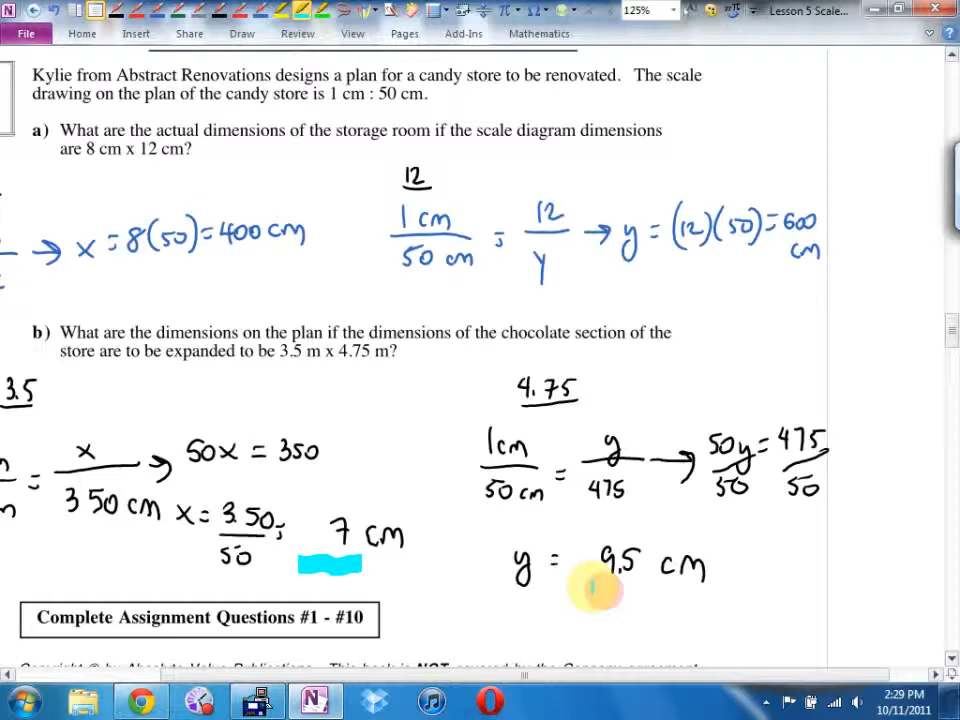 125%
Lesson 5 Scale...
File Home Insert Share Draw Review View Pages Add-Ins Mathematics
Kylie from Abstract Renovations designs a plan for a candy store to be renovated. The scale
drawing on the plan of the candy store is 1 cm : 50 cm.
a) What are the actual dimensions of the storage room if the scale diagram dimensions
are 8 cm x 12 cm?
12
→ x = 8(50) = 400 cm
1 cm / 50 cm = 12 / y → y = (12)(50) = 600 cm
b) What are the dimensions on the plan if the dimensions of the chocolate section of the
store are to be expanded to be 3.5 m x 4.75 m?
3.5
4.75
= x / 350 cm → 50x = 350
x = 350 / 50 = 7 cm
1cm / 50 cm = y / 475 → 50y / 50 = 475 / 50
y = 9.5 cm
Complete Assignment Questions #1 - #10
2:29 PM
10/11/2011